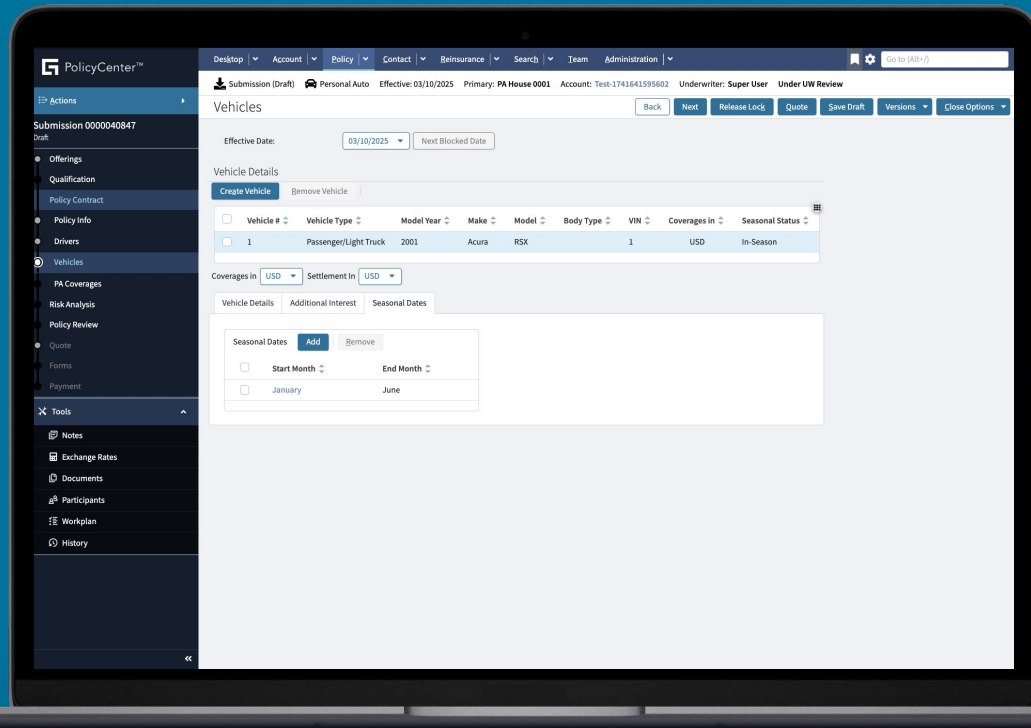 PolicyCenter™
Desktop Account Policy Contact Reinsurance Search Team Administration
Go to (Alt+/)
Submission (Draft) Personal Auto Effective: 03/10/2025 Primary: PA House 0001 Account: Test-1741641595602 Underwriter: Super User Under UW Review
Actions
Vehicles
Back Next Release Lock Quote Save Draft Versions Close Options
Submission 0000040847
Draft
Offerings
Qualification
Policy Contract
Policy Info
Drivers
Vehicles
PA Coverages
Risk Analysis
Policy Review
Quote
Forms
Payment
Tools
Notes
Exchange Rates
Documents
Participants
Workplan
History
Effective Date: 03/10/2025 Next Blocked Date
Vehicle Details
Create Vehicle Remove Vehicle
Vehicle # Vehicle Type Model Year Make Model Body Type VIN Coverages in Seasonal Status
1 Passenger/Light Truck 2001 Acura RSX 1 USD In-Season
Coverages in USD Settlement In USD
Vehicle Details Additional Interest Seasonal Dates
Seasonal Dates Add Remove
Start Month End Month
January June